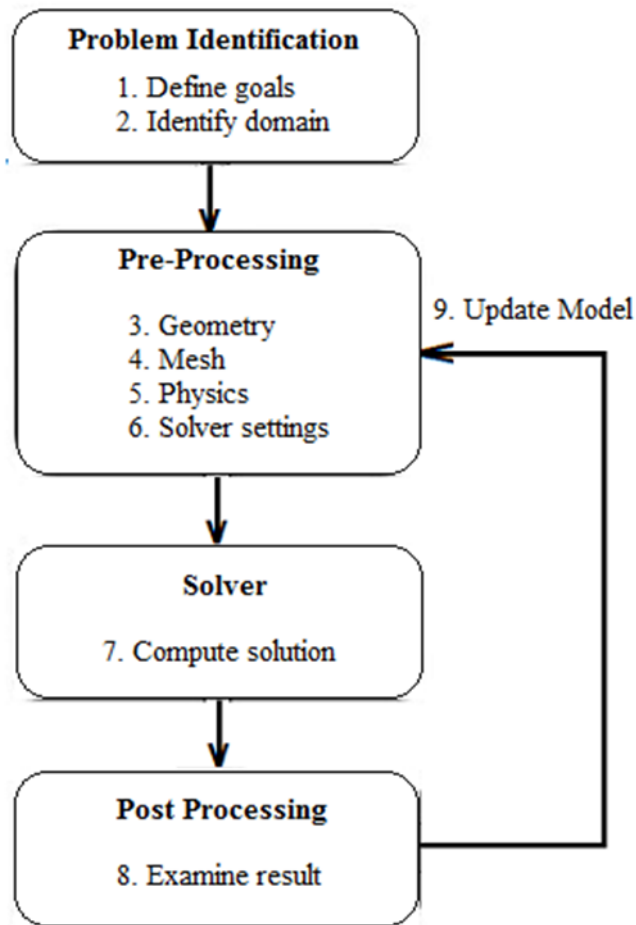 Problem Identification
1. Define goals
2. Identify domain
Pre-Processing
3. Geometry
4. Mesh
5. Physics
6. Solver settings
9. Update Model
Solver
7. Compute solution
Post Processing
8. Examine result